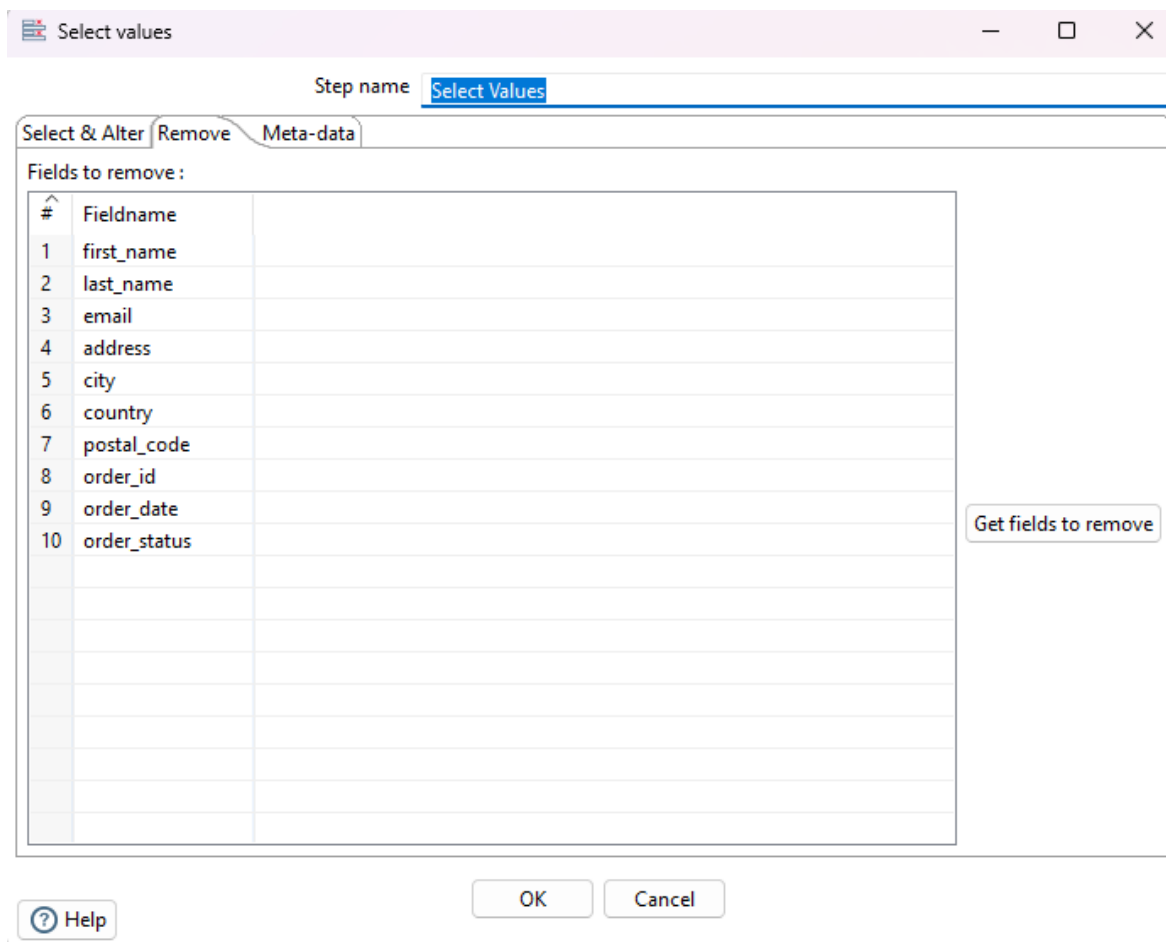 Select values
Step name Select Values
Select & Alter Remove Meta-data
Fields to remove :
# Fieldname
1 first_name
2 last_name
3 email
4 address
5 city
6 country
7 postal_code
8 order_id
9 order_date
Get fields to remove
10 order_status
OK Cancel
Help